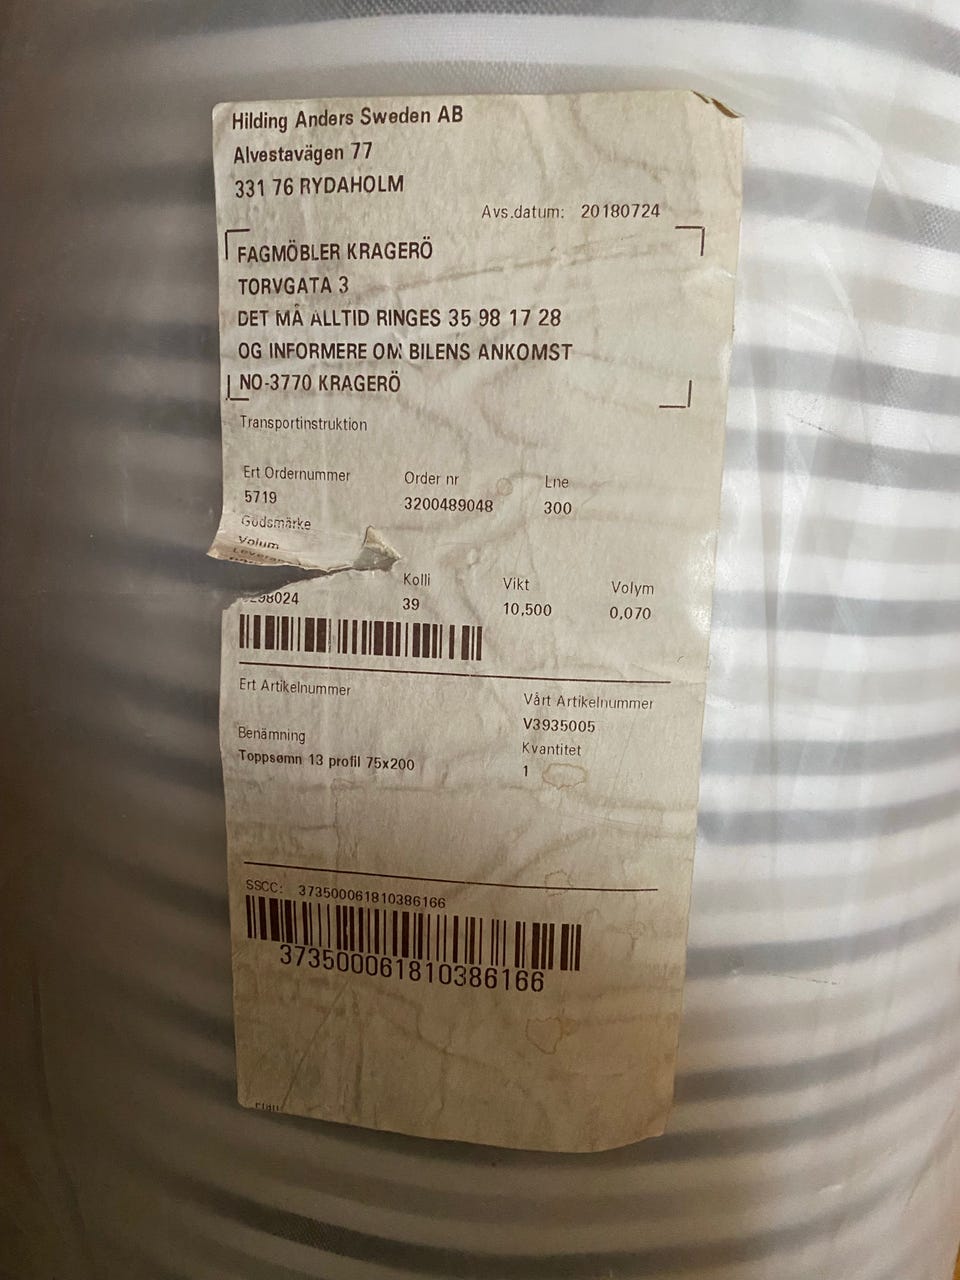 Hilding Anders Sweden AB
Alvestavägen 77
331 76 RYDAHOLM
Avs.datum: 20180724
FAGMÖBLER KRAGERÖ
TORVGATA 3
DET MÅ ALLTID RINGES 35 98 17 28
OG INFORMERE OM BILENS ANKOMST
NO-3770 KRAGERÖ
Transportinstruktion
Ert Ordernummer Order nr Lne
5719 3200489048 300
Godsmärke
Volum
Kolli Vikt Volym
298024 39 10,500 0,070
Ert Artikelnummer Vårt Artikelnummer
V3935005
Benämning Kvantitet
Toppsømn 13 profil 75x200 1
SSCC: 373500061810386166
373500061810386166